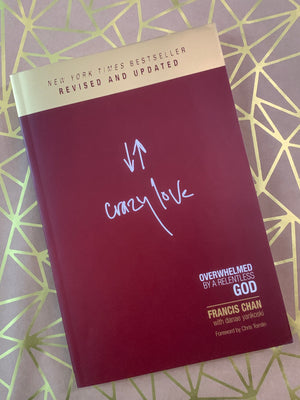 NEW YORK TIMES BESTSELLER
REVISED AND UPDATED
crazy love
OVERWHELMED
BY A RELENTLESS
GOD
FRANCIS CHAN
with danae yankoski
Foreword by Chris Tomlin